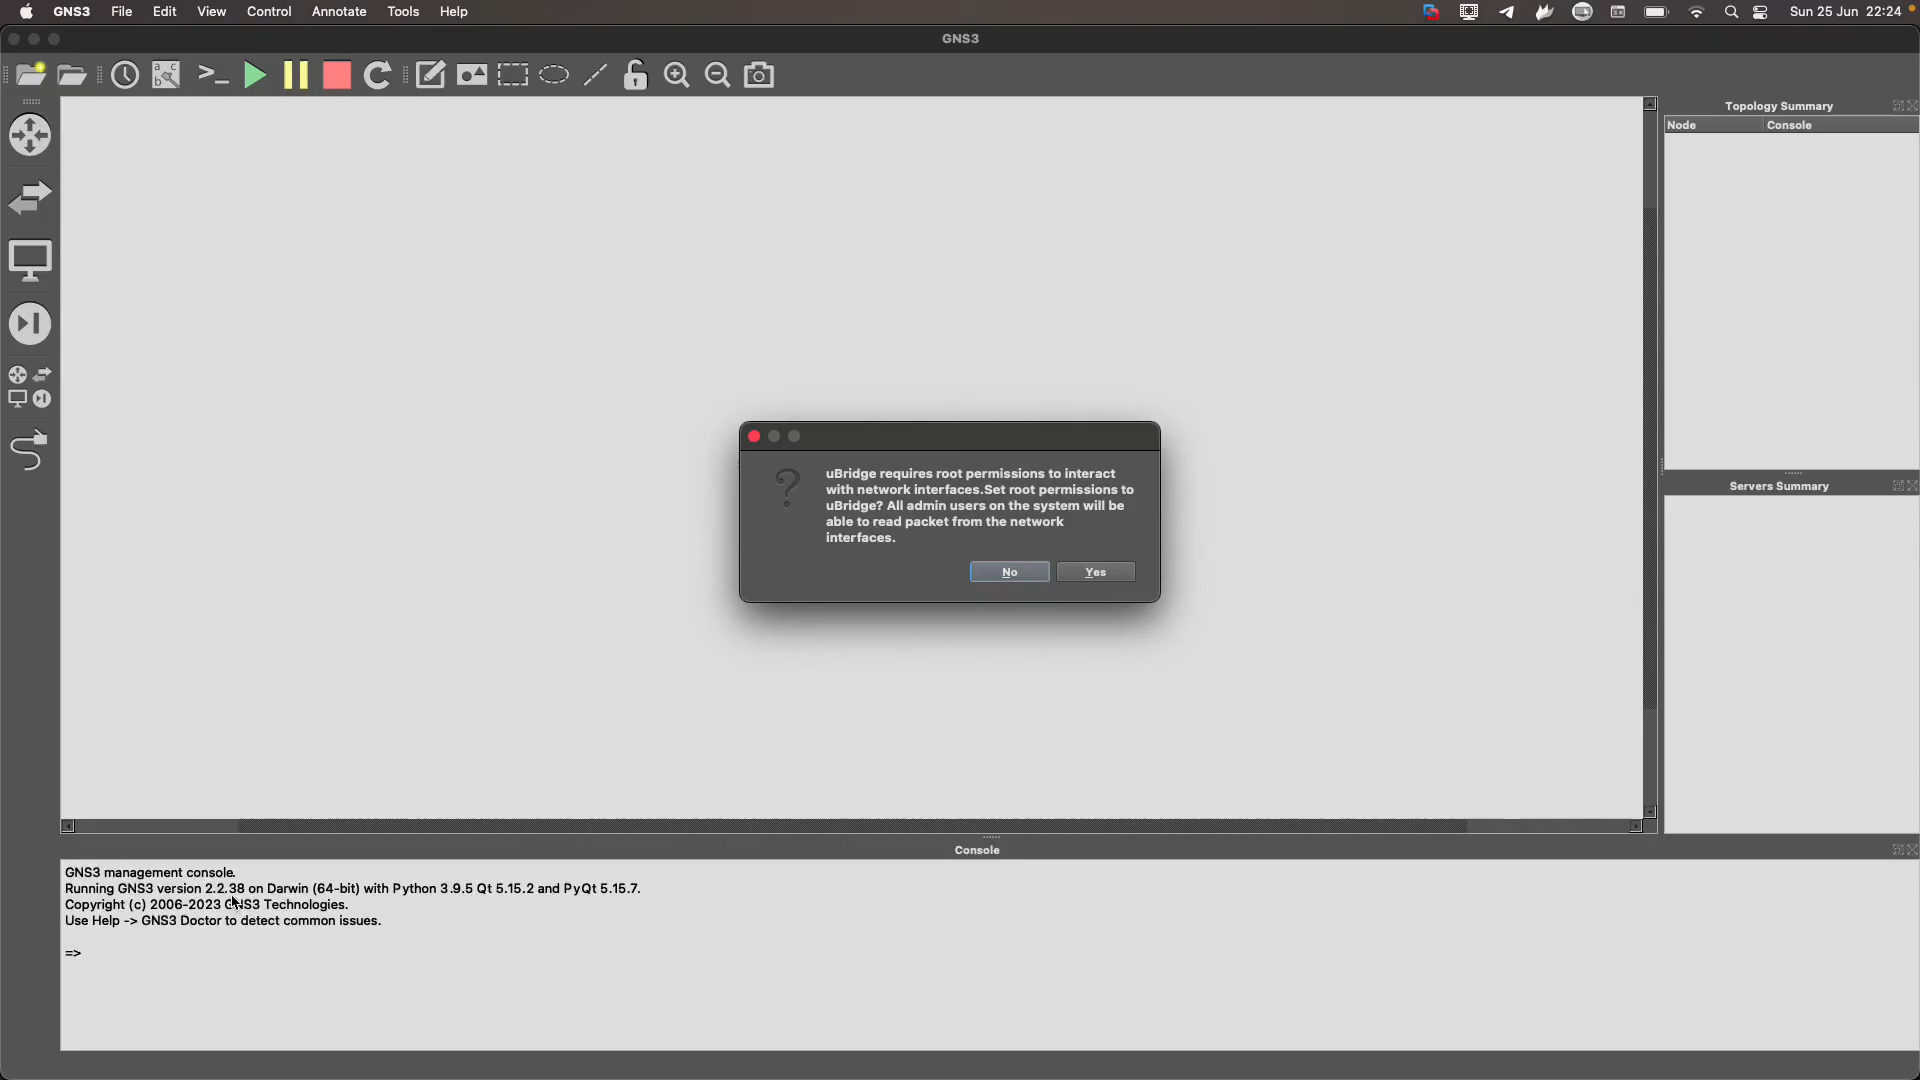 GNS3 File Edit View Control Annotate Tools Help
Sun 25 Jun 22:24
GNS3
Topology Summary
Node Console
uBridge requires root permissions to interact
with network interfaces.Set root permissions to
uBridge? All admin users on the system will be
able to read packet from the network
interfaces.
No Yes
Servers Summary
Console
GNS3 management console.
Running GNS3 version 2.2.38 on Darwin (64-bit) with Python 3.9.5 Qt 5.15.2 and PyQt 5.15.7.
Copyright (c) 2006-2023 GNS3 Technologies.
Use Help -> GNS3 Doctor to detect common issues.
=>